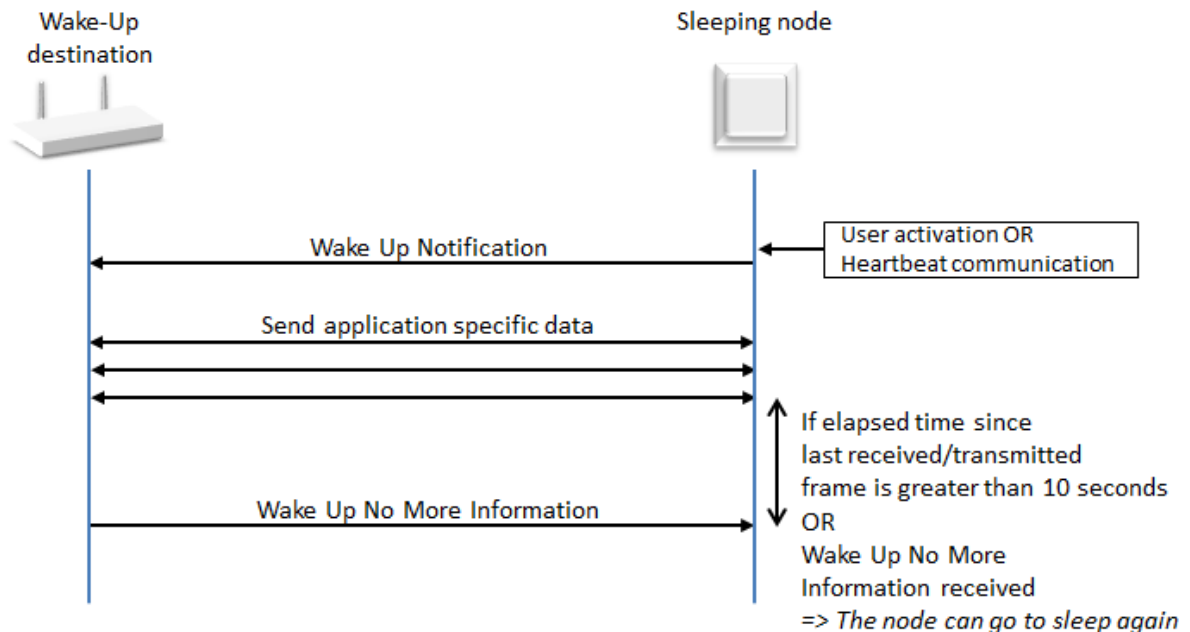 Wake-Up
destination
Sleeping node
Wake Up Notification
User activation OR
Heartbeat communication
Send application specific data
If elapsed time since
last received/transmitted
frame is greater than 10 seconds
Wake Up No More Information
OR
Wake Up No More
Information received
=> The node can go to sleep again